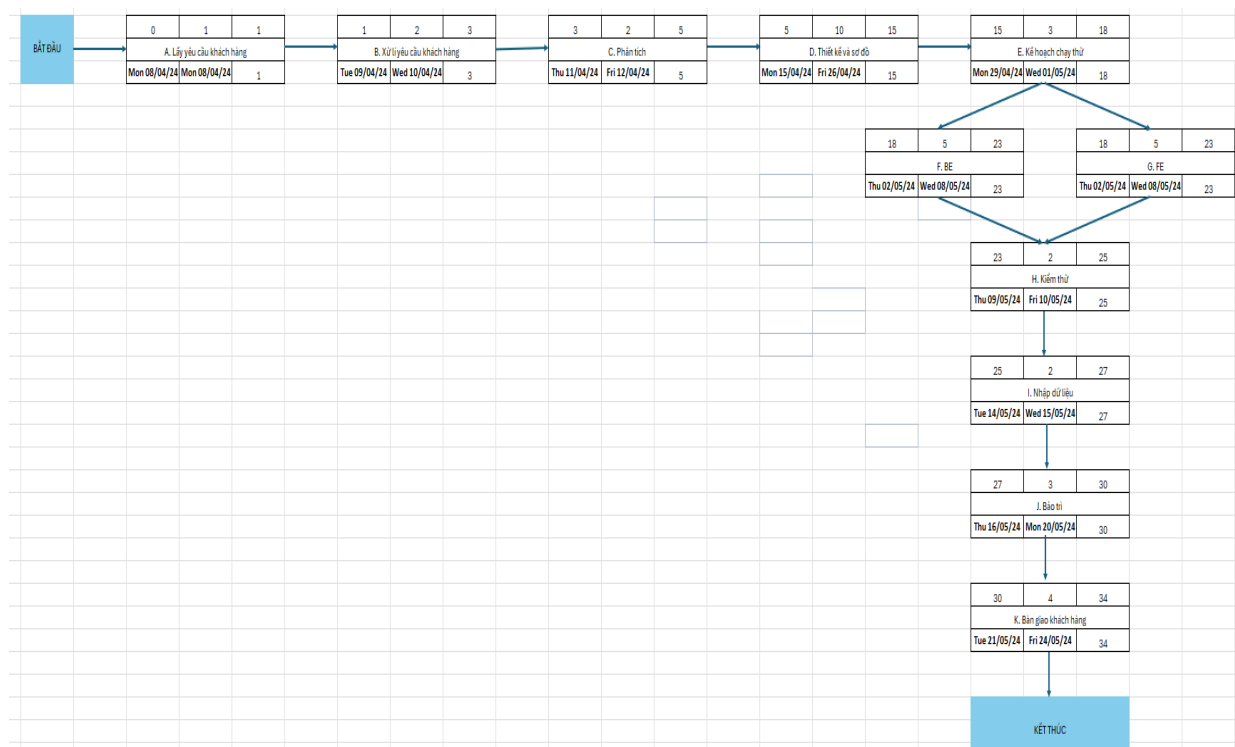 BẮT ĐẦU
0 1 1
A. Lấy yêu cầu khách hàng
Mon 08/04/24 Mon 08/04/24 1
1 2 3
B. Xử lí yêu cầu khách hàng
Tue 09/04/24 Wed 10/04/24 3
3 2 5
C. Phân tích
Thu 11/04/24 Fri 12/04/24 5
5 10 15
D. Thiết kế và sơ đồ
Mon 15/04/24 Fri 26/04/24 15
15 3 18
E. Kế hoạch chạy thử
Mon 29/04/24 Wed 01/05/24 18
18 5 23
F. BE
Thu 02/05/24 Wed 08/05/24 23
18 5 23
G. FE
Thu 02/05/24 Wed 08/05/24 23
23 2 25
H. Kiểm thử
Thu 09/05/24 Fri 10/05/24 25
25 2 27
I. Nhập dữ liệu
Tue 14/05/24 Wed 15/05/24 27
27 3 30
J. Bảo trì
Thu 16/05/24 Mon 20/05/24 30
30 4 34
K. Bàn giao khách hàng
Tue 21/05/24 Fri 24/05/24 34
KẾT THÚC